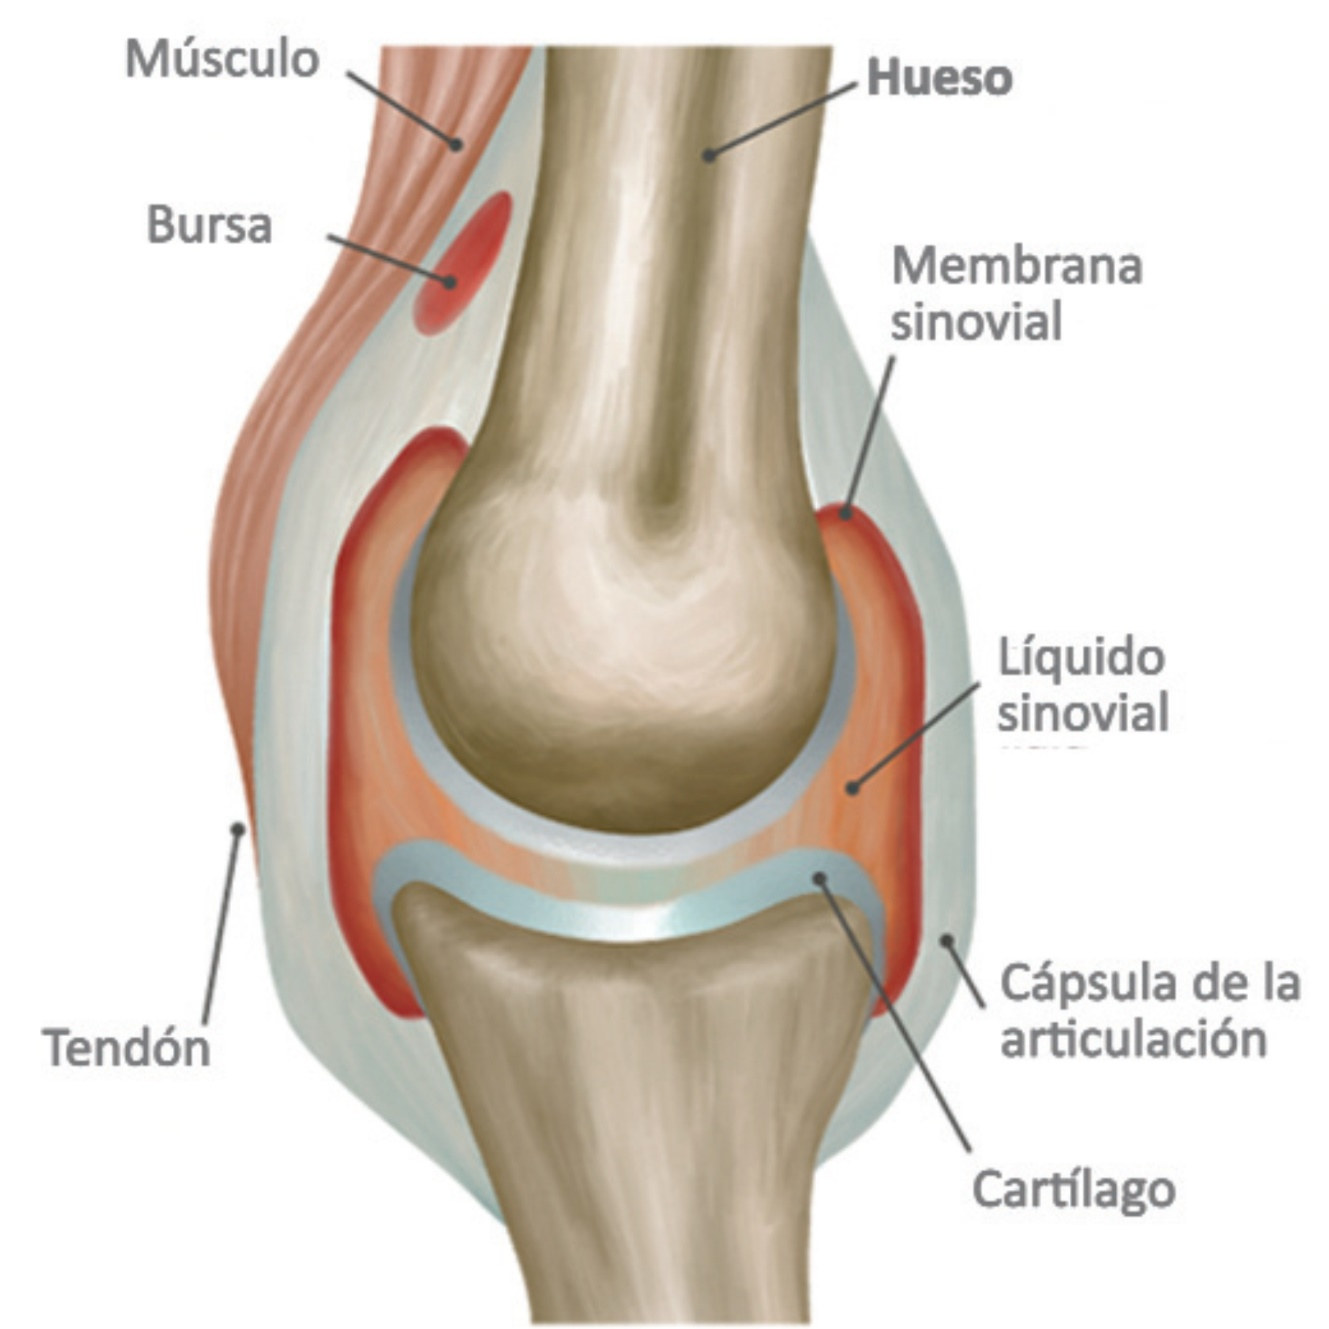 Músculo
Hueso
Bursa
Membrana
sinovial
Líquido
sinovial
Tendón
Cápsula de la
articulación
Cartílago